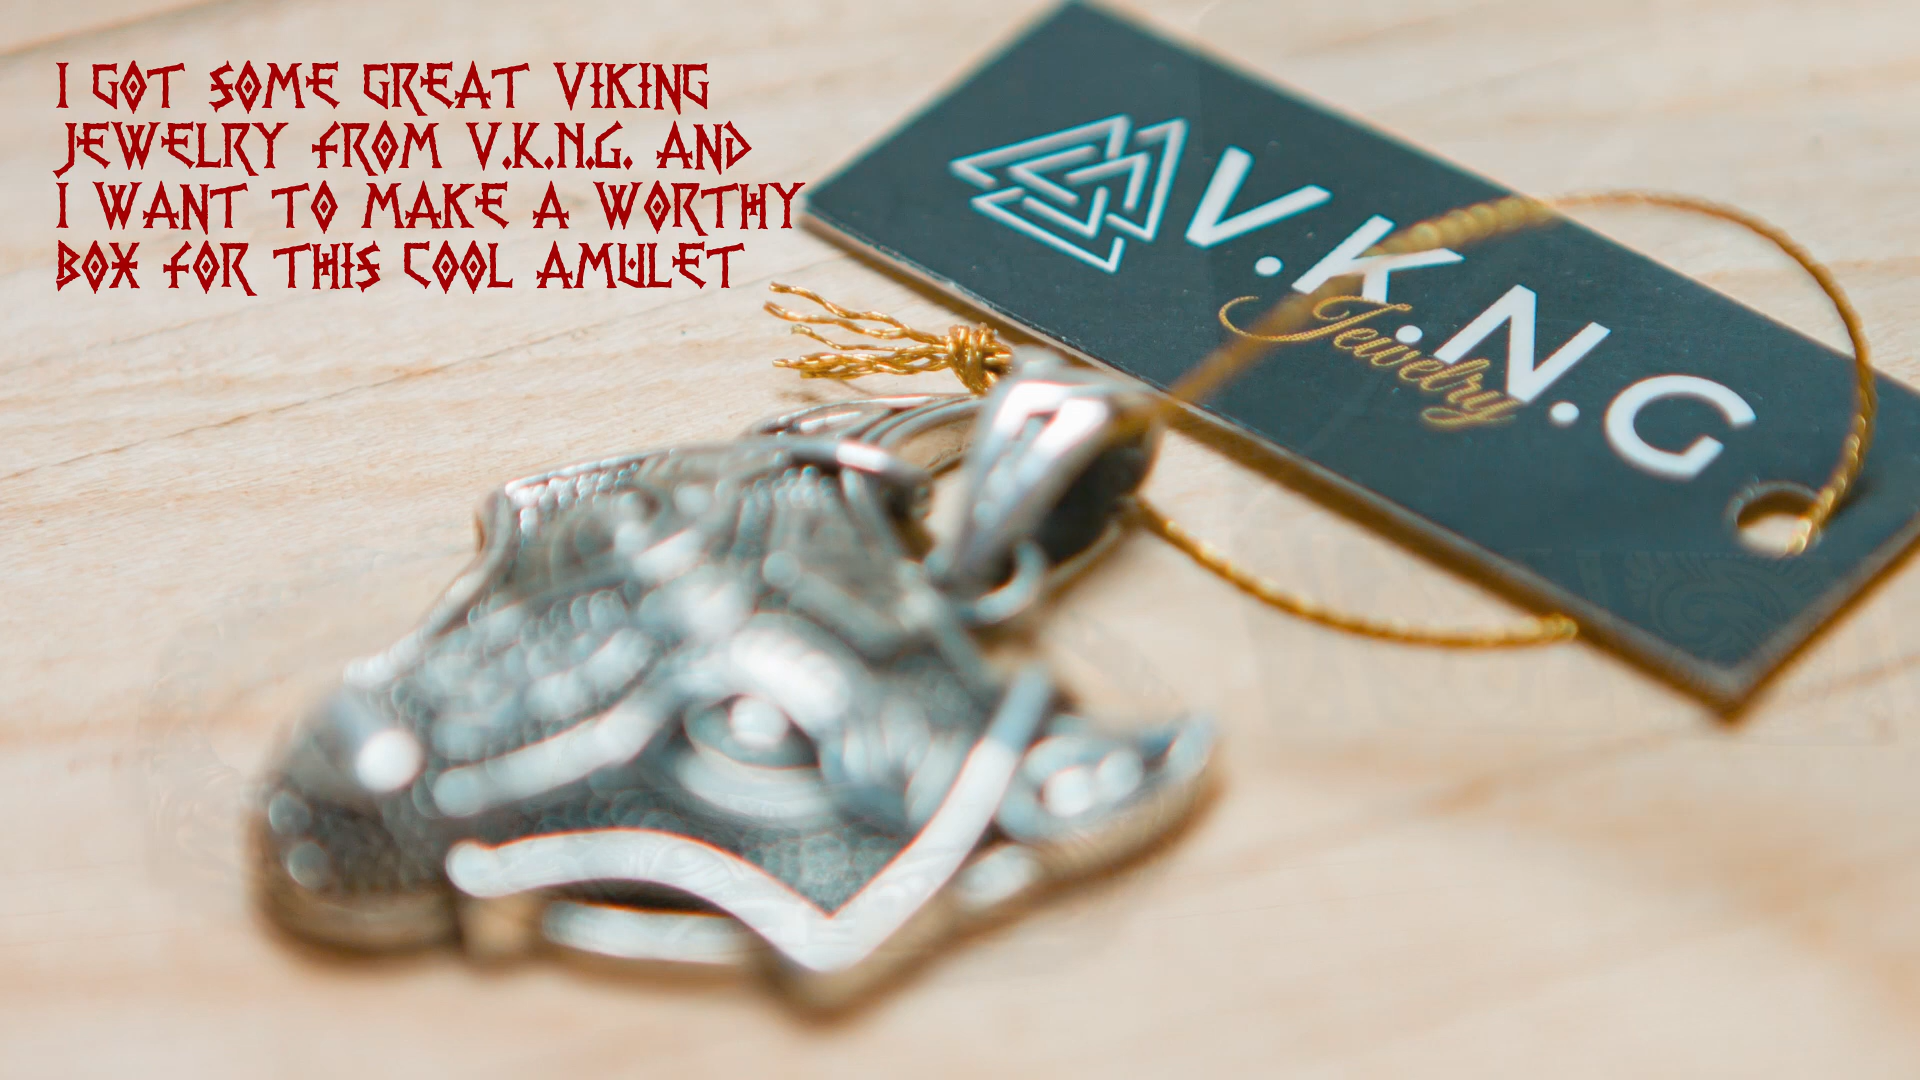 I GOT SOME GREAT VIKING
JEWELRY FROM V.K.N.G. AND
I WANT TO MAKE A WORTHY
BOX FOR THIS COOL AMULET
V.K.N.G
Jewelry